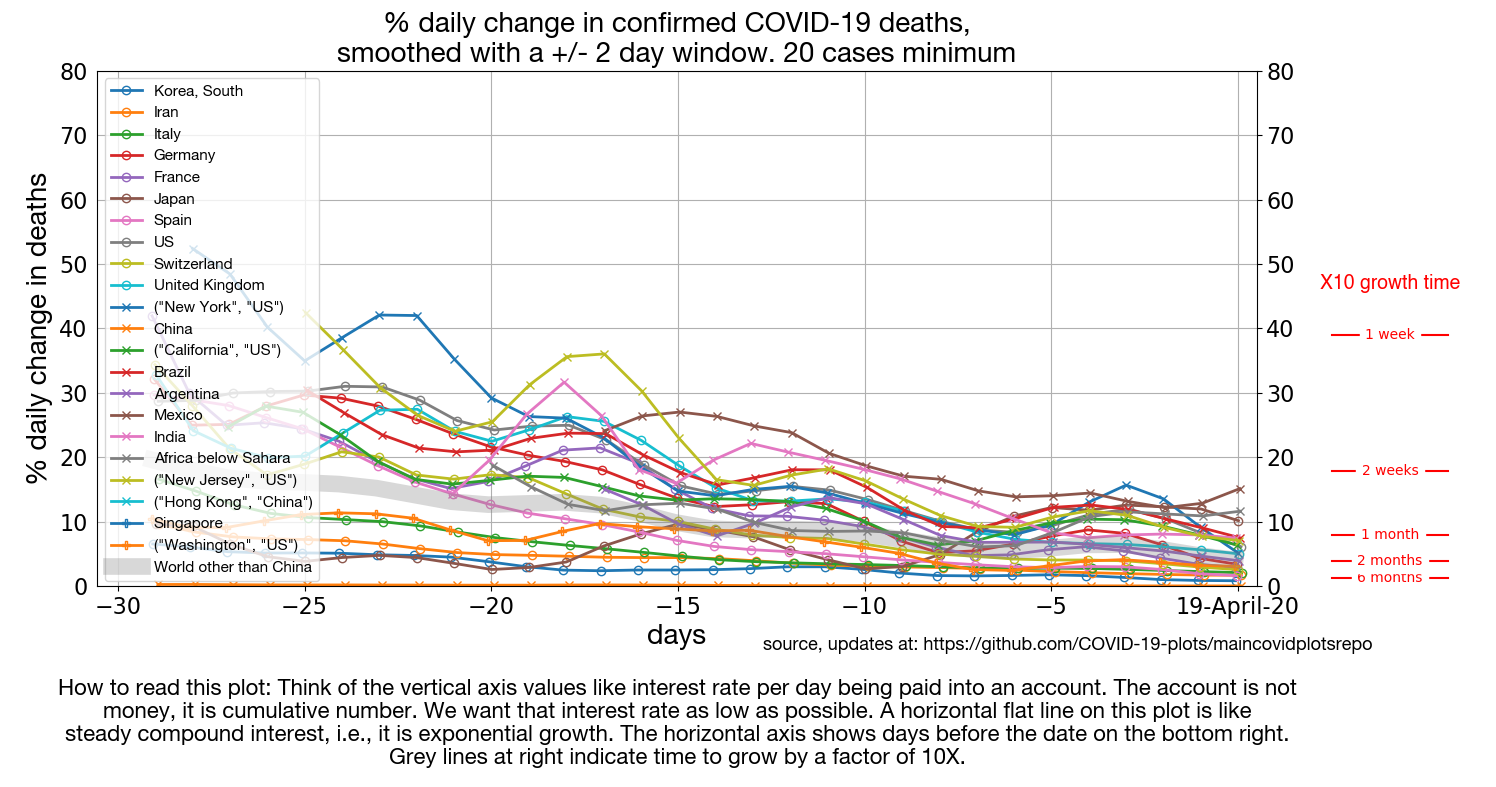 % daily change in confirmed COVID-19 deaths,
smoothed with a +/- 2 day window. 20 cases minimum
% daily change in deaths
80
70
60
50
40
30
20
10
0
Korea, South
Iran
Italy
Germany
France
Japan
Spain
US
Switzerland
United Kingdom
("New York", "US")
China
("California", "US")
Brazil
Argentina
Mexico
India
Africa below Sahara
("New Jersey", "US")
("Hong Kong", "China")
Singapore
("Washington", "US")
World other than China
80
70
60
50
40
30
20
10
0
X10 growth time
1 week
2 weeks
1 month
2 months
6 months
−30
−25
−20
−15
−10
−5
19-April-20
days
source, updates at: https://github.com/COVID-19-plots/maincovidplotsrepo
How to read this plot: Think of the vertical axis values like interest rate per day being paid into an account. The account is not
money, it is cumulative number. We want that interest rate as low as possible. A horizontal flat line on this plot is like
steady compound interest, i.e., it is exponential growth. The horizontal axis shows days before the date on the bottom right.
Grey lines at right indicate time to grow by a factor of 10X.